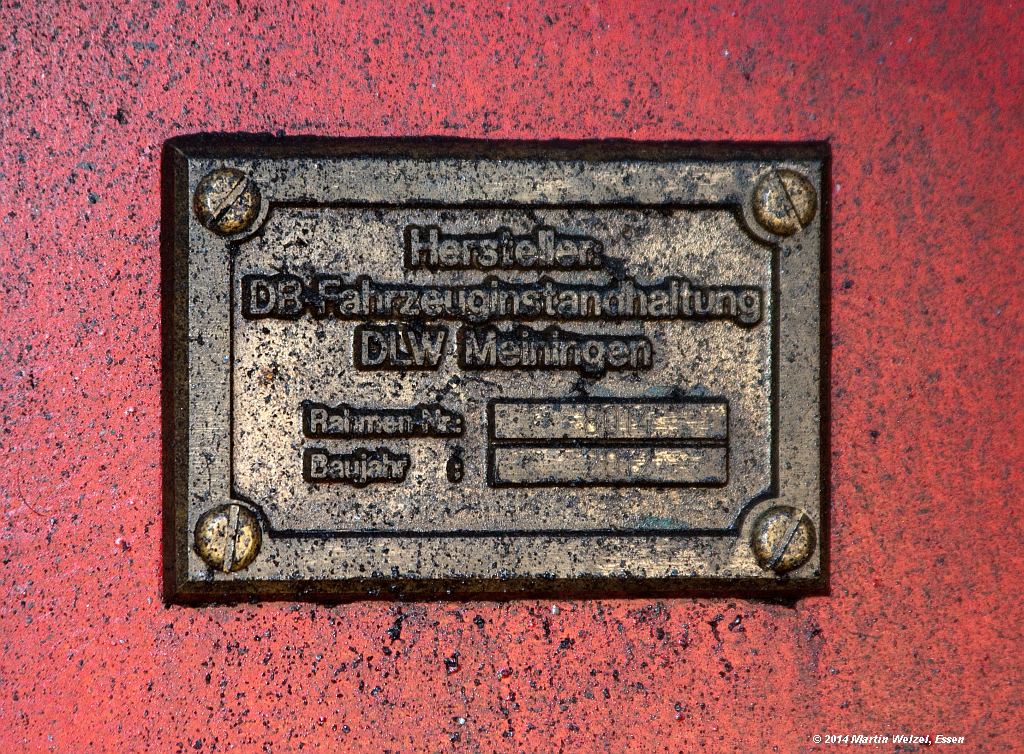 Hersteller:
DB-Fahrzeuginstandhaltung
DLW Meiningen
Rahmen-Nr.:
Baujahr :
© 2014 Martin Welzel, Essen